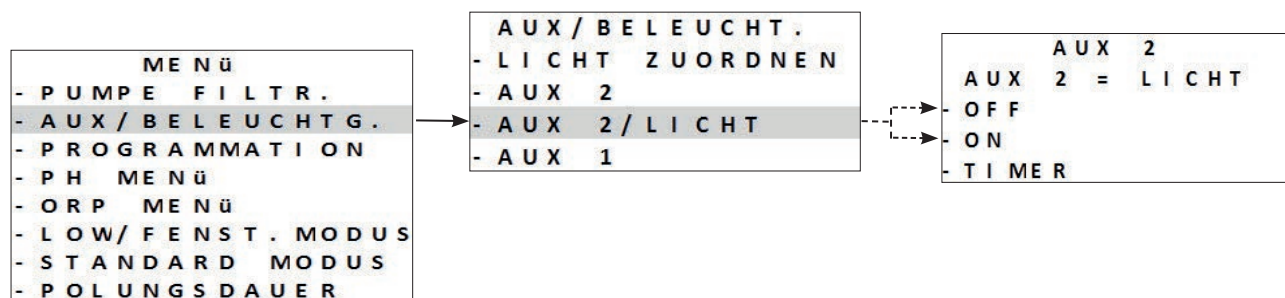 MENü
- PUMPE FILTR.
- AUX/BELEUCHTG.
- PROGRAMMATION
- PH MENü
- ORP MENü
- LOW/FENST.MODUS
- STANDARD MODUS
- POLUNGSDAUER
AUX/BELEUCHT.
- LICHT ZUORDNEN
- AUX 2
- AUX 2/LICHT
- AUX 1
AUX 2
AUX 2 = LICHT
- OFF
- ON
- TIMER